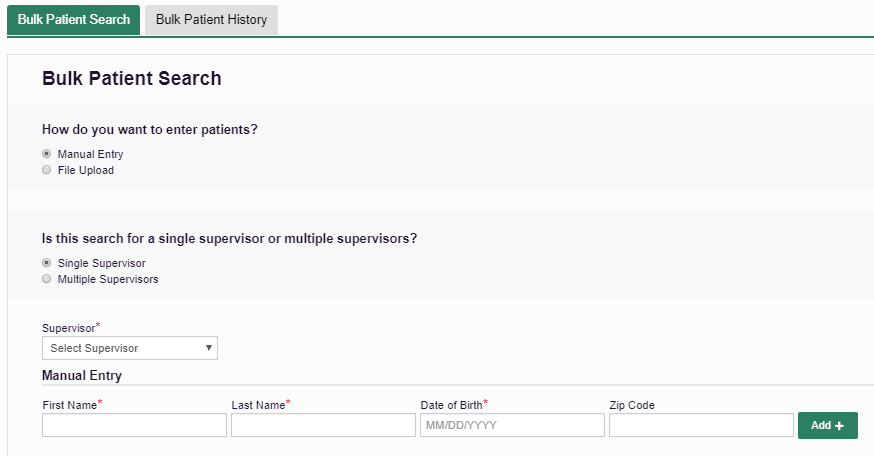 Bulk Patient Search Bulk Patient History
Bulk Patient Search
How do you want to enter patients?
Manual Entry
File Upload
Is this search for a single supervisor or multiple supervisors?
Single Supervisor
Multiple Supervisors
Supervisor*
Select Supervisor
Manual Entry
First Name* Last Name* Date of Birth* Zip Code
MM/DD/YYYY Add +